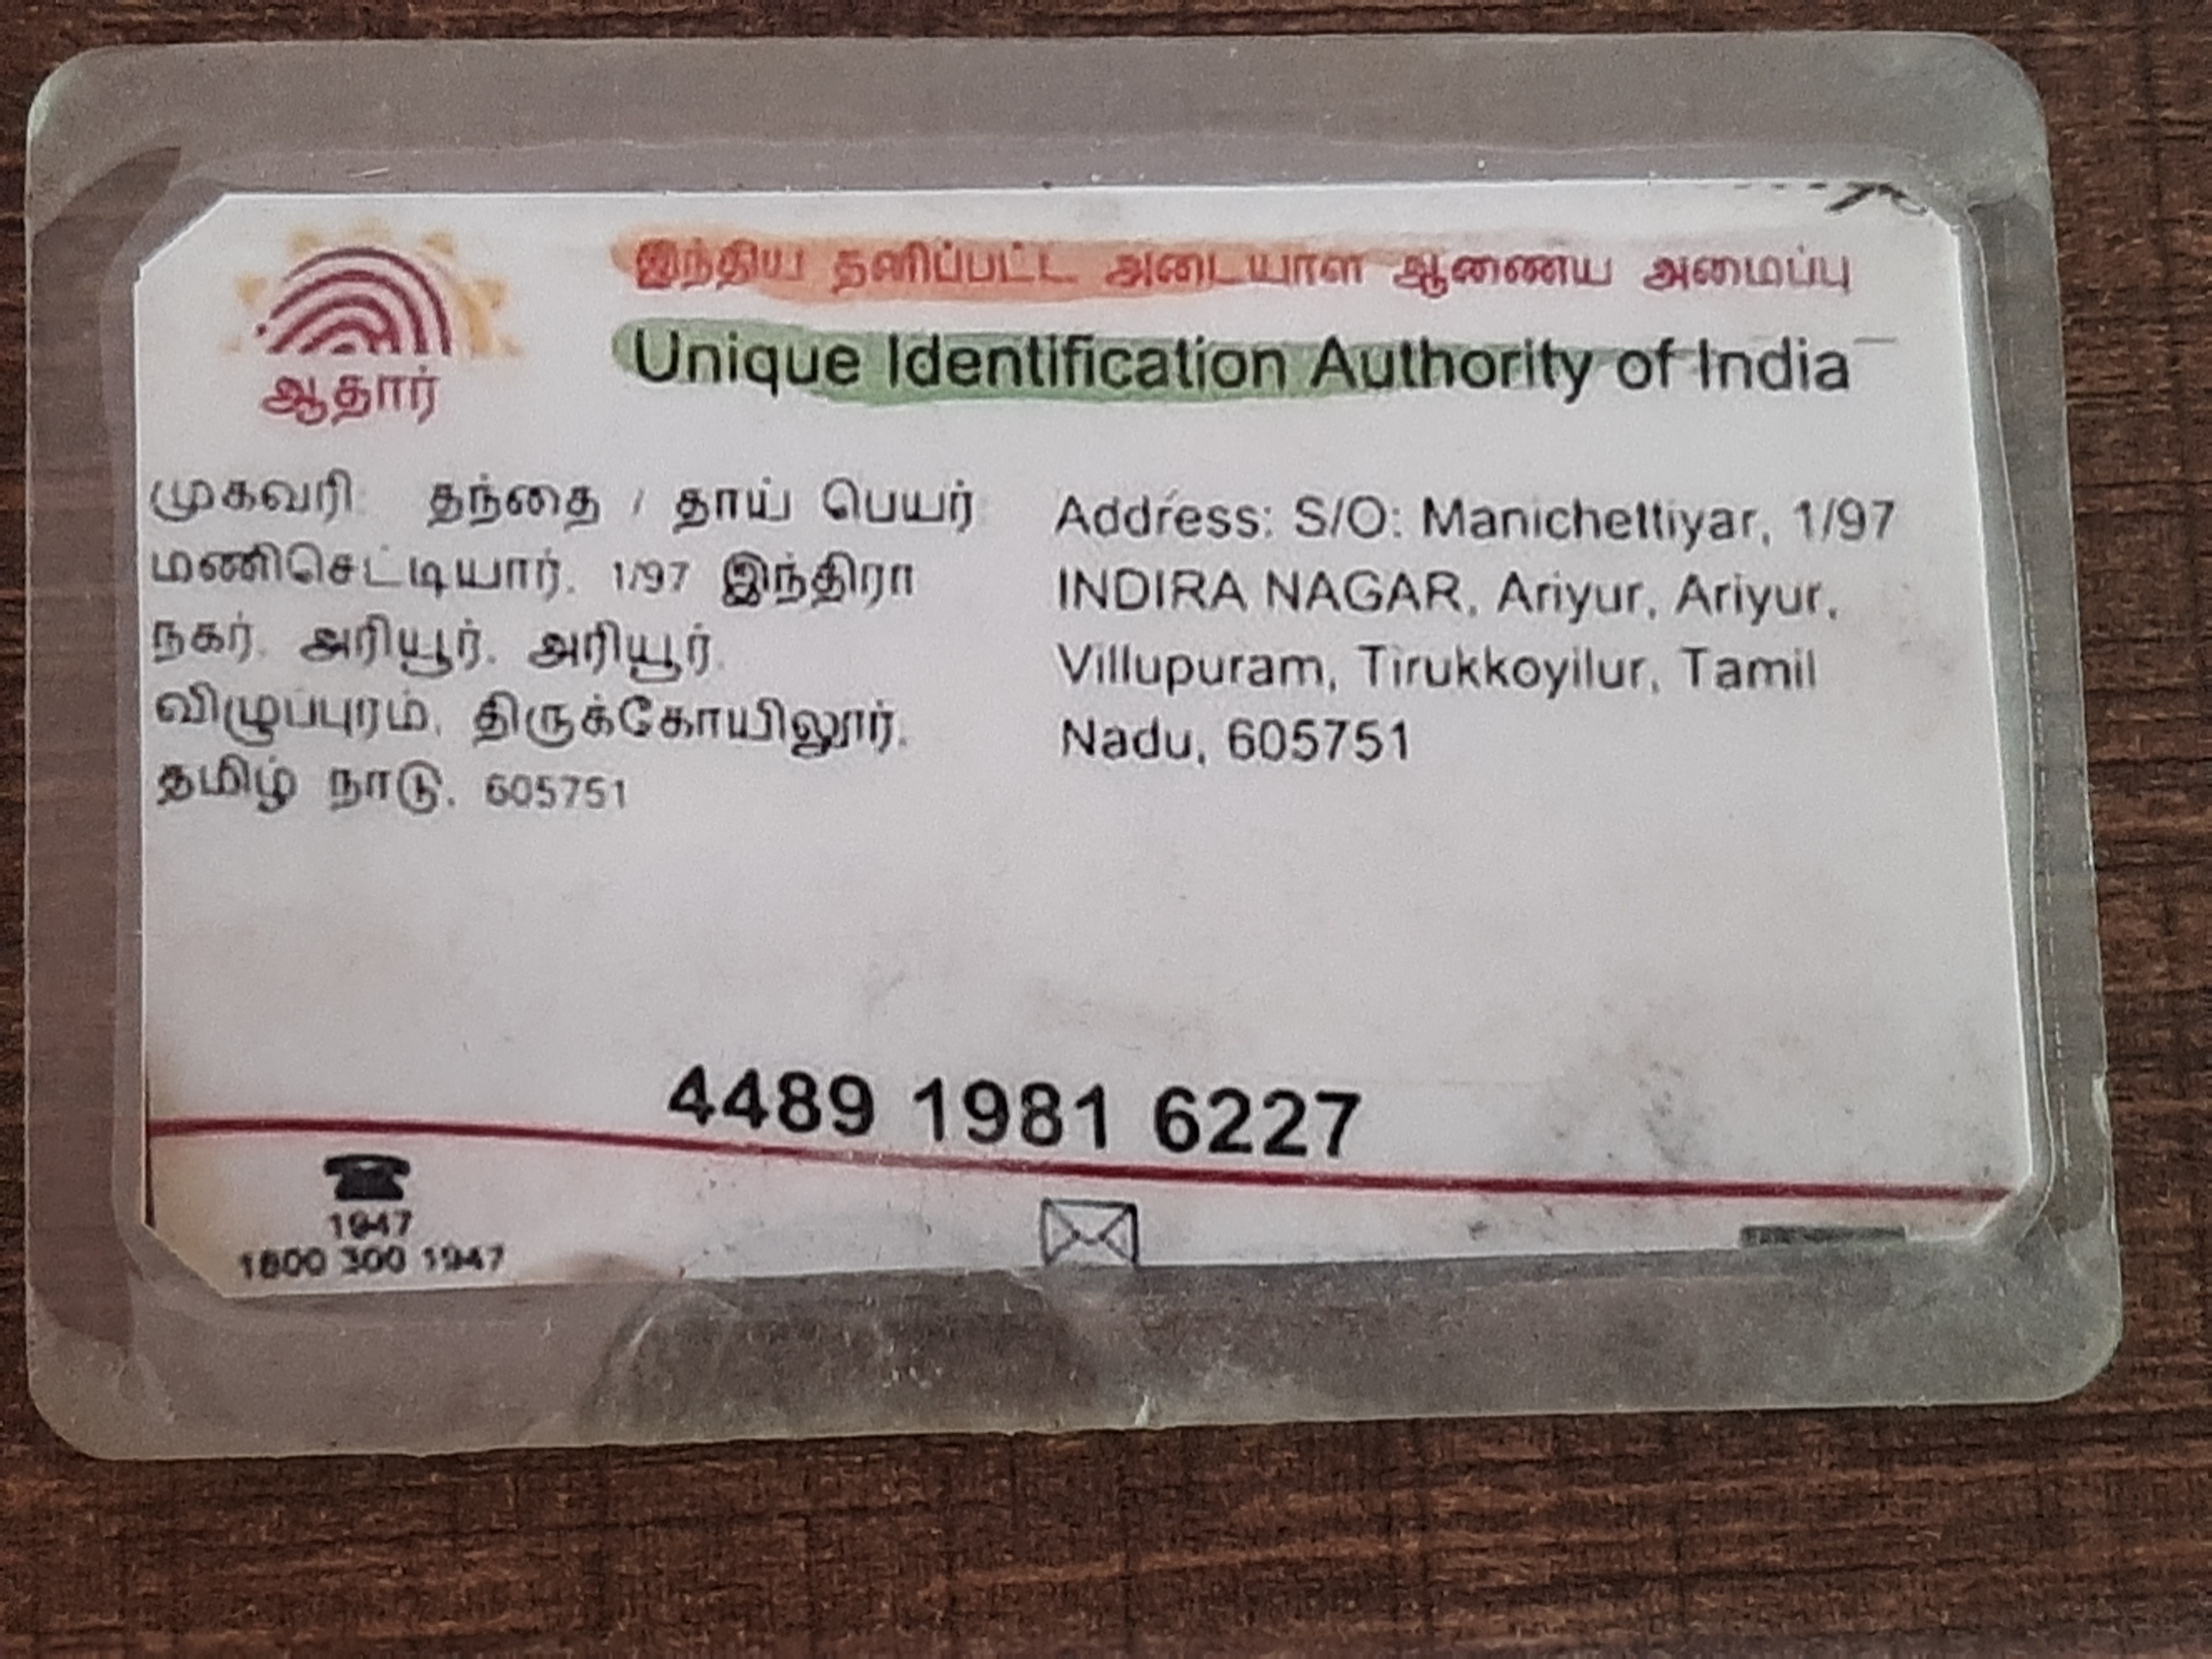 இந்திய தனிப்பட்ட அடையாள ஆணைய அமைப்பு
Unique Identification Authority of India
ஆதார்
முகவரி: தந்தை / தாய் பெயர்
மணிசெட்டியார், 1/97 இந்திரா
நகர், அரியூர், அரியூர்,
விழுப்புரம், திருக்கோயிலூர்,
தமிழ் நாடு, 605751
Address: S/O: Manichettiyar, 1/97
INDIRA NAGAR, Ariyur, Ariyur,
Villupuram, Tirukkoyilur, Tamil
Nadu, 605751
4489 1981 6227
1947
1800 300 1947